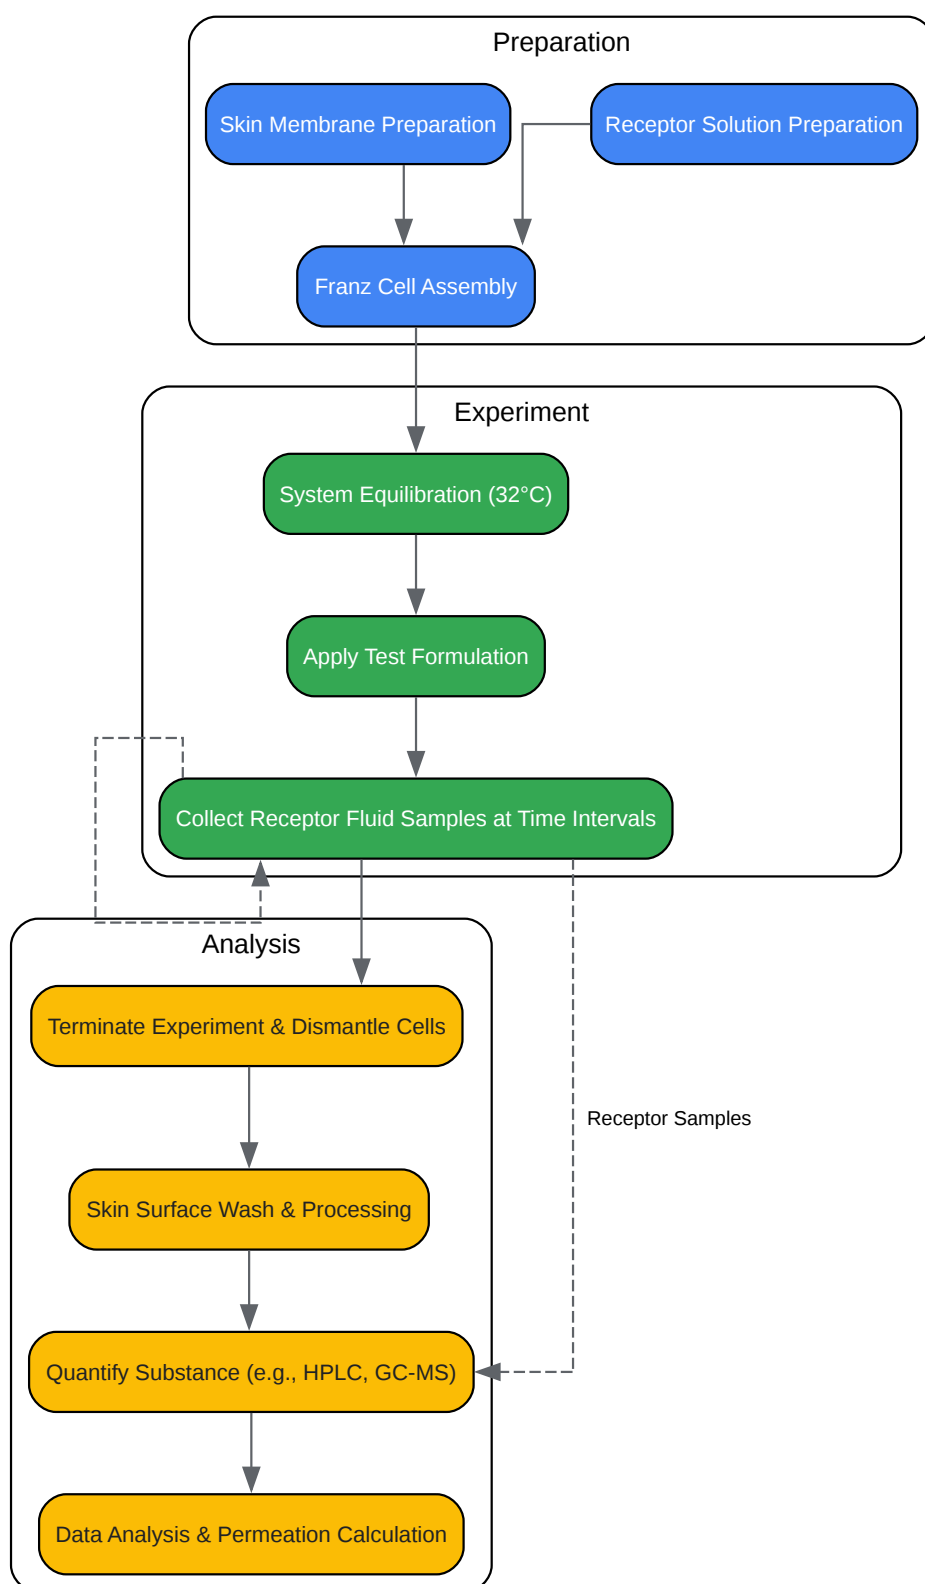 Preparation
Skin Membrane Preparation
Receptor Solution Preparation
Franz Cell Assembly
Experiment
System Equilibration (32°C)
Apply Test Formulation
Collect Receptor Fluid Samples at Time Intervals
Analysis
Terminate Experiment & Dismantle Cells
Receptor Samples
Skin Surface Wash & Processing
Quantify Substance (e.g., HPLC, GC-MS)
Data Analysis & Permeation Calculation